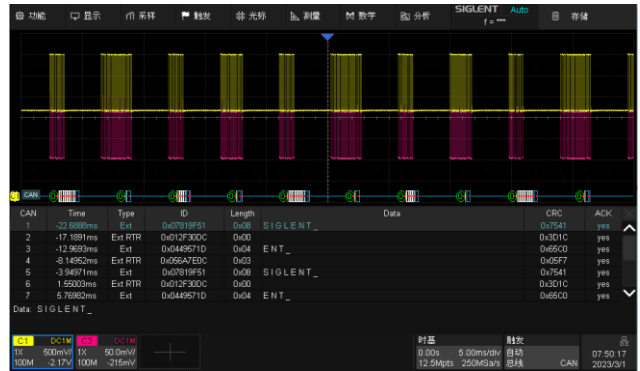 功能 显示 采样 触发 光标 测量 数学 分析 SIGLENT Auto 存储
f = ***
CAN
CAN Time Type ID Length Data CRC ACK
1 -22.6888ms Ext 0x07819F51 0x08 SIGLENT_ 0x7541 yes
2 -17.1891ms Ext RTR 0x012F30DC 0x00 0x3D1C yes
3 -12.9693ms Ext 0x0449571D 0x04 ENT_ 0x65C0 yes
4 -8.14952ms Ext RTR 0x056A7E0C 0x03 0x05F7 yes
5 -3.94971ms Ext 0x07819F51 0x08 SIGLENT_ 0x7541 yes
6 1.55003ms Ext RTR 0x012F30DC 0x00 0x3D1C yes
7 5.76982ms Ext 0x0449571D 0x04 ENT_ 0x65C0 yes
Data: SIGLENT_
C1 DC1M C2 DC1M 时基 触发
1X 500mV/ 1X 50.0mV/ 0.00s 5.00ms/div 自动 07:50:17
100M -2.17V 100M -215mV 12.5Mpts 250MSa/s 总线 CAN 2023/3/1